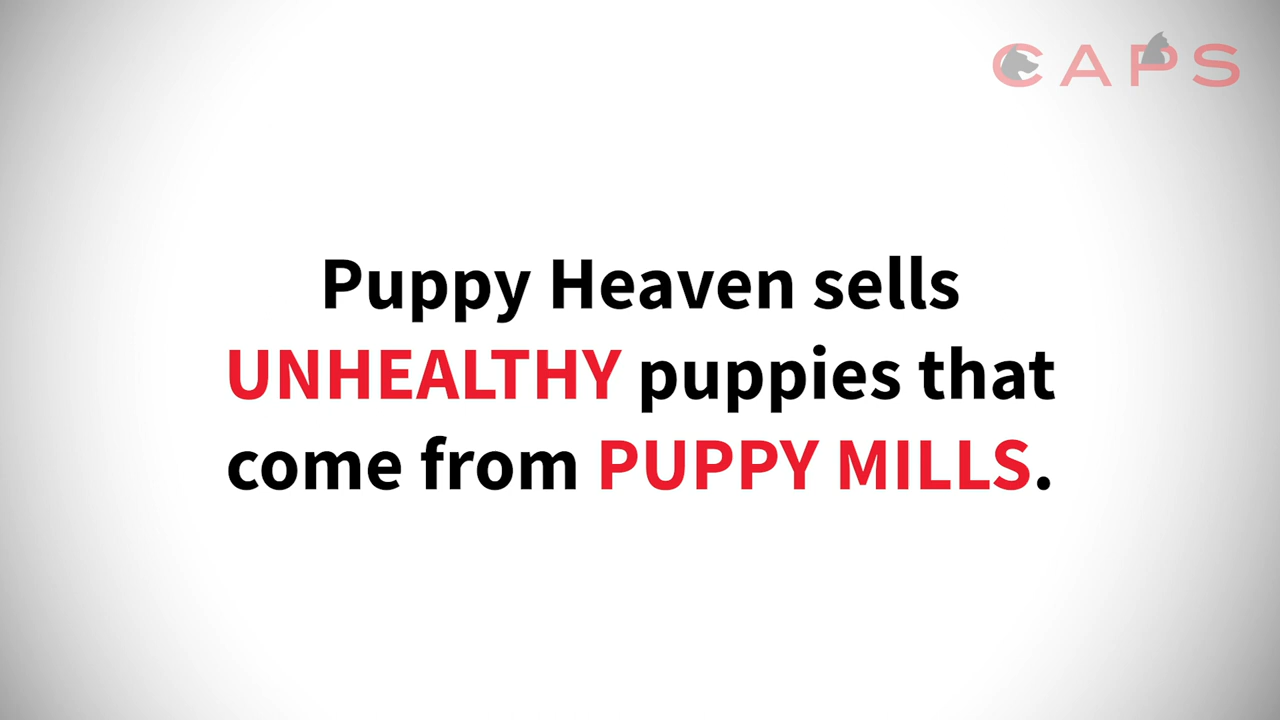 CAPS
Puppy Heaven sells
UNHEALTHY puppies that
come from PUPPY MILLS.